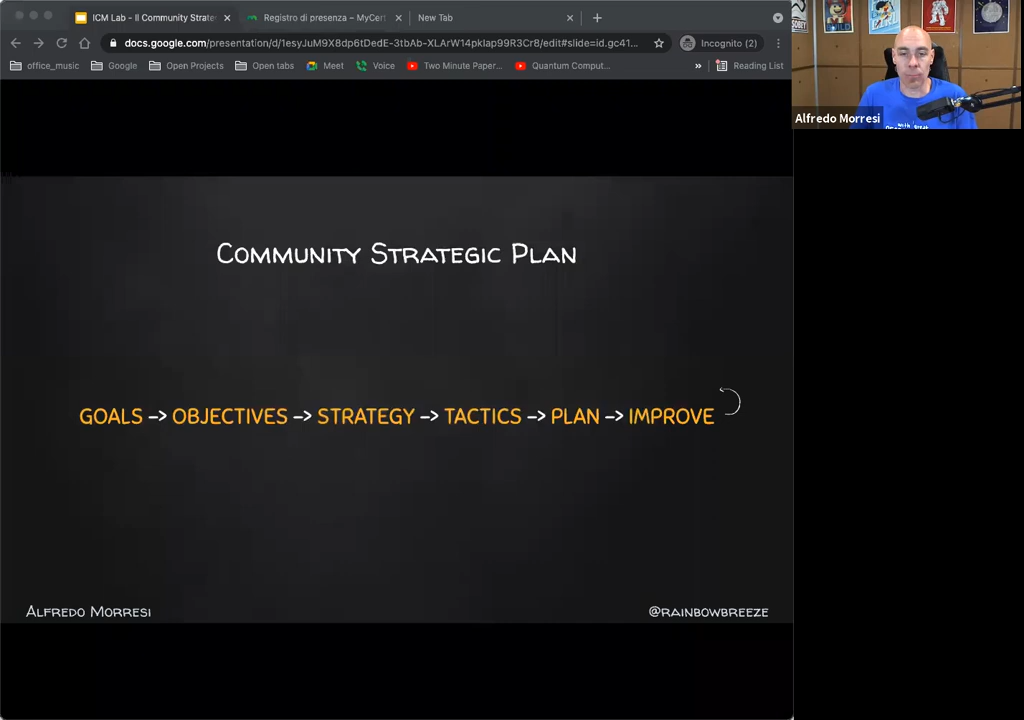 ICM Lab - Il Community Strate
Registro di presenza – MyCer
New Tab
docs.google.com/presentation/d/1esyJuM9X8dp6tDedE-3tbAb-XLArW14pkIap99R3Cr8/edit#slide=id.gc41...
Incognito (2)
office_music
Google
Open Projects
Open tabs
Meet
Voice
Two Minute Paper...
Quantum Comput...
»
Reading List
Alfredo Morresi
Community Strategic Plan
GOALS -> OBJECTIVES -> STRATEGY -> TACTICS -> PLAN -> IMPROVE
Alfredo Morresi
@rainbowbreeze